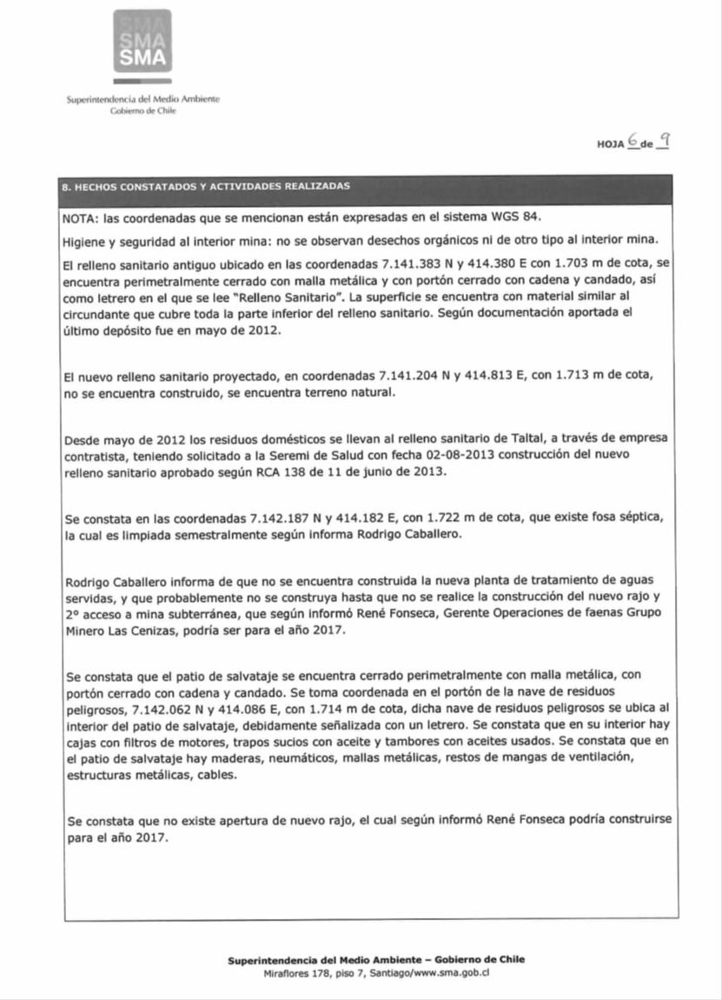 SMA
SMA
SMA
Superintendencia del Medio Ambiente
Gobierno de Chile
HOJA 6 de 9
8. HECHOS CONSTATADOS Y ACTIVIDADES REALIZADAS
NOTA: las coordenadas que se mencionan están expresadas en el sistema WGS 84.
Higiene y seguridad al interior mina: no se observan desechos orgánicos ni de otro tipo al interior mina.
El relleno sanitario antiguo ubicado en las coordenadas 7.141.383 N y 414.380 E con 1.703 m de cota, se
encuentra perimetralmente cerrado con malla metálica y con portón cerrado con cadena y candado, así
como letrero en el que se lee "Relleno Sanitario". La superficie se encuentra con material similar al
circundante que cubre toda la parte inferior del relleno sanitario. Según documentación aportada el
último depósito fue en mayo de 2012.
El nuevo relleno sanitario proyectado, en coordenadas 7.141.204 N y 414.813 E, con 1.713 m de cota,
no se encuentra construido, se encuentra terreno natural.
Desde mayo de 2012 los residuos domésticos se llevan al relleno sanitario de Taltal, a través de empresa
contratista, teniendo solicitado a la Seremi de Salud con fecha 02-08-2013 construcción del nuevo
relleno sanitario aprobado según RCA 138 de 11 de junio de 2013.
Se constata en las coordenadas 7.142.187 N y 414.182 E, con 1.722 m de cota, que existe fosa séptica,
la cual es limpiada semestralmente según informa Rodrigo Caballero.
Rodrigo Caballero informa de que no se encuentra construida la nueva planta de tratamiento de aguas
servidas, y que probablemente no se construya hasta que no se realice la construcción del nuevo rajo y
2º acceso a mina subterránea, que según informó René Fonseca, Gerente Operaciones de faenas Grupo
Minero Las Cenizas, podría ser para el año 2017.
Se constata que el patio de salvataje se encuentra cerrado perimetralmente con malla metálica, con
portón cerrado con cadena y candado. Se toma coordenada en el portón de la nave de residuos
peligrosos, 7.142.062 N y 414.086 E, con 1.714 m de cota, dicha nave de residuos peligrosos se ubica al
interior del patio de salvataje, debidamente señalizada con un letrero. Se constata que en su interior hay
cajas con filtros de motores, trapos sucios con aceite y tambores con aceites usados. Se constata que en
el patio de salvataje hay maderas, neumáticos, mallas metálicas, restos de mangas de ventilación,
estructuras metálicas, cables.
Se constata que no existe apertura de nuevo rajo, el cual según informó René Fonseca podría construirse
para el año 2017.
Superintendencia del Medio Ambiente – Gobierno de Chile
Miraflores 178, piso 7, Santiago/www.sma.gob.cl